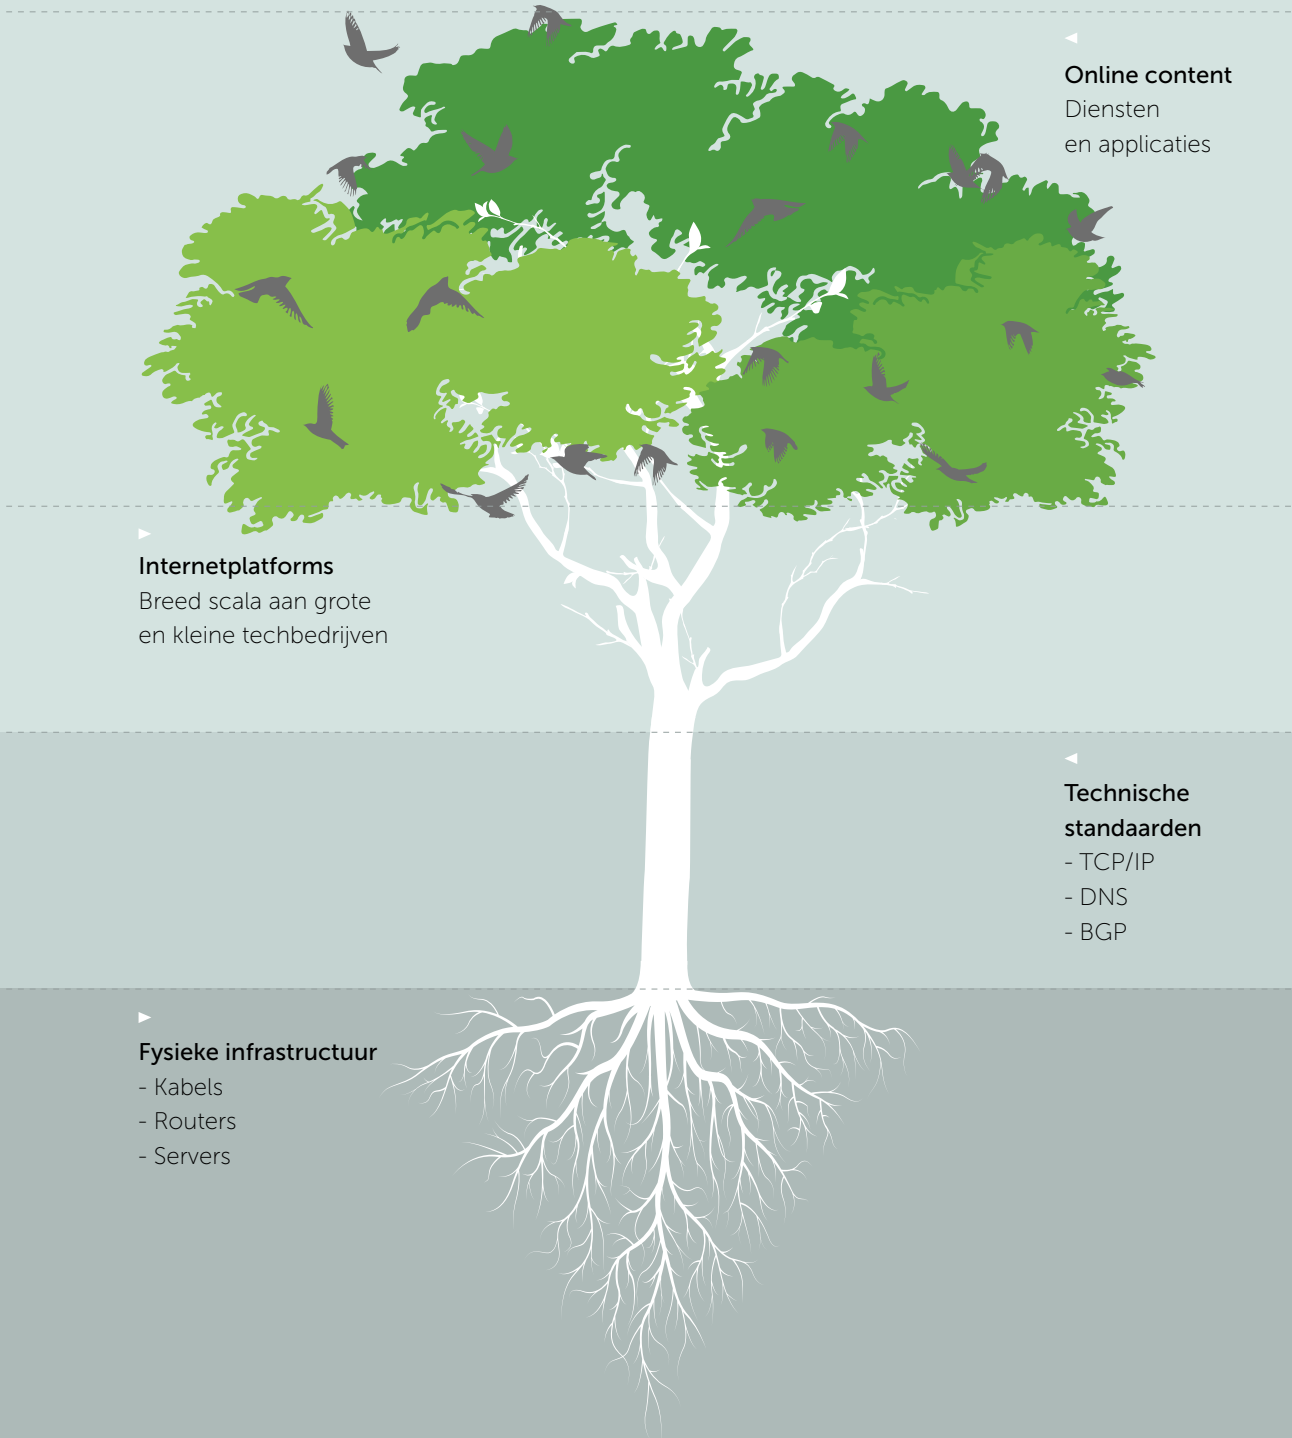 Online content
Diensten
en applicaties
Internetplatforms
Breed scala aan grote
en kleine techbedrijven
Technische
standaarden
- TCP/IP
- DNS
- BGP
Fysieke infrastructuur
- Kabels
- Routers
- Servers